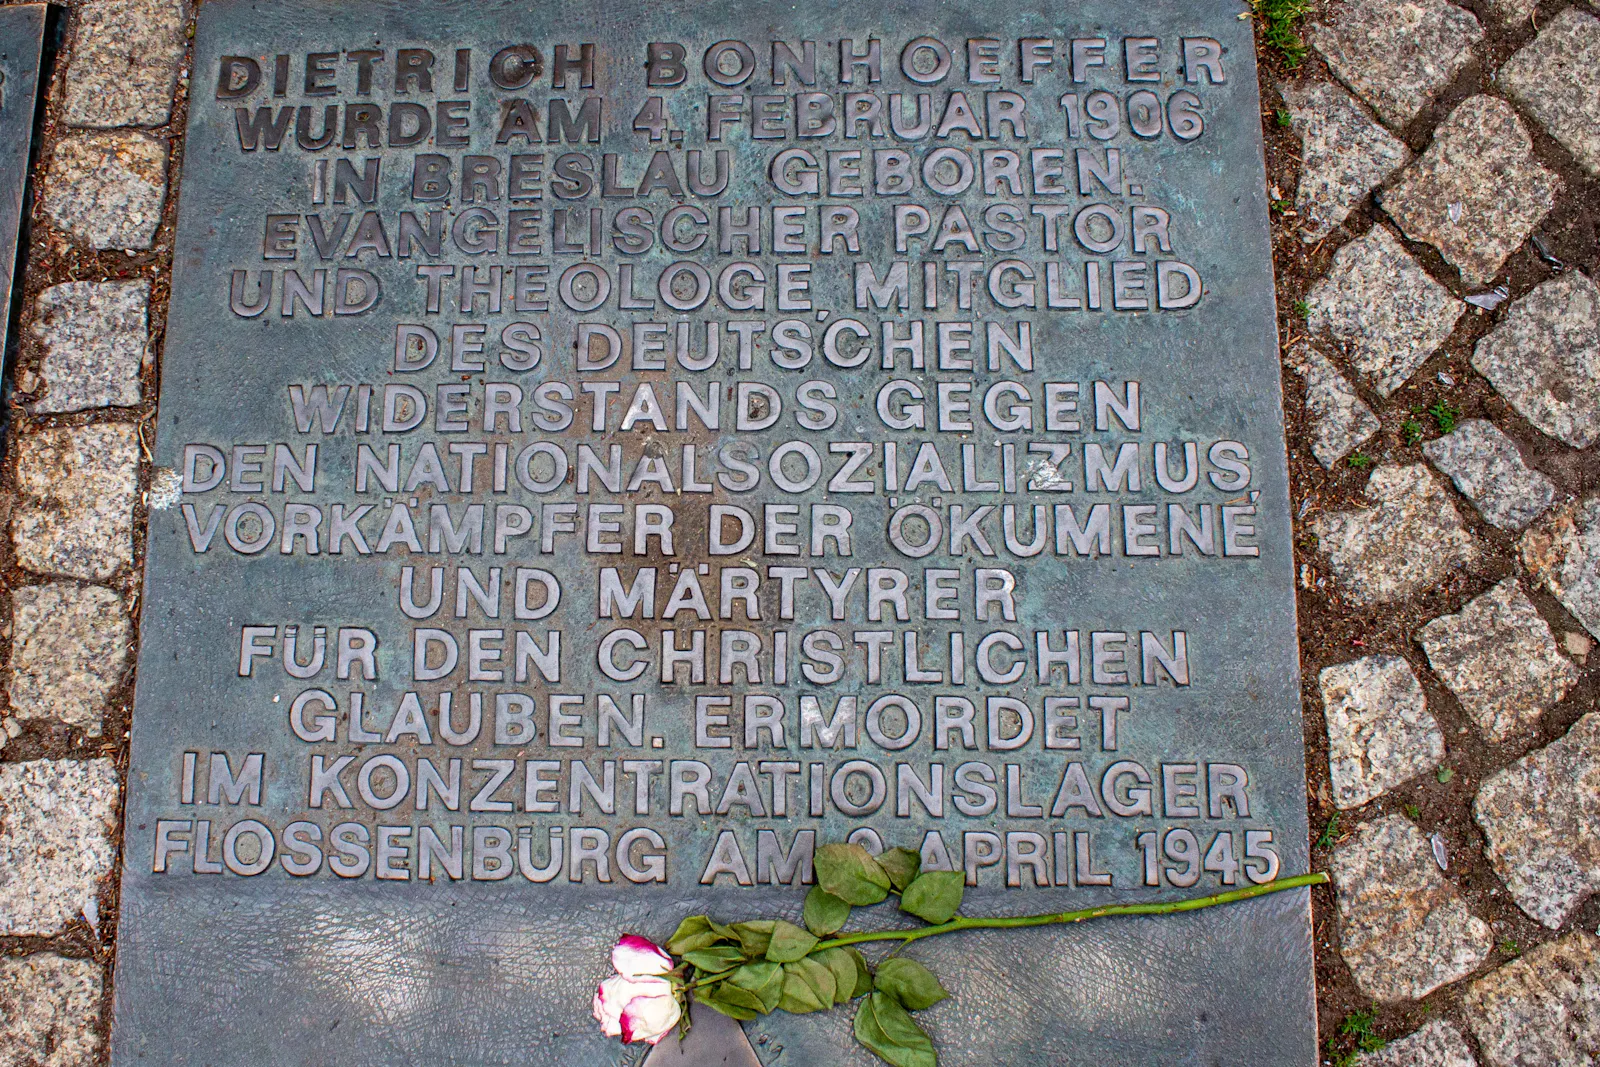 DIETRICH BONHOEFFER
WURDE AM 4. FEBRUAR 1906
IN BRESLAU GEBOREN.
EVANGELISCHER PASTOR
UND THEOLOGE, MITGLIED
DES DEUTSCHEN
WIDERSTANDS GEGEN
DEN NATIONALSOZIALIZMUS,
VORKÄMPFER DER ÖKUMENE
UND MÄRTYRER
FÜR DEN CHRISTLICHEN
GLAUBEN. ERMORDET
IM KONZENTRATIONSLAGER
FLOSSENBÜRG AM 9. APRIL 1945